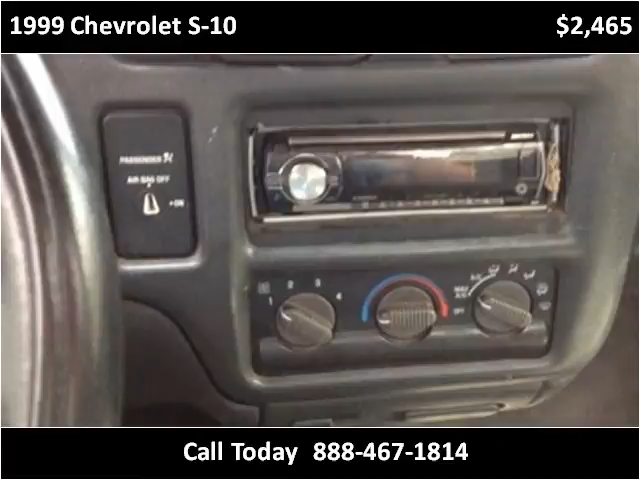 1999 Chevrolet S-10 $2,465
PASSENGER
AIR BAG OFF
ON
1 2 3 4
A/C
MAX A/C
OFF
Call Today 888-467-1814